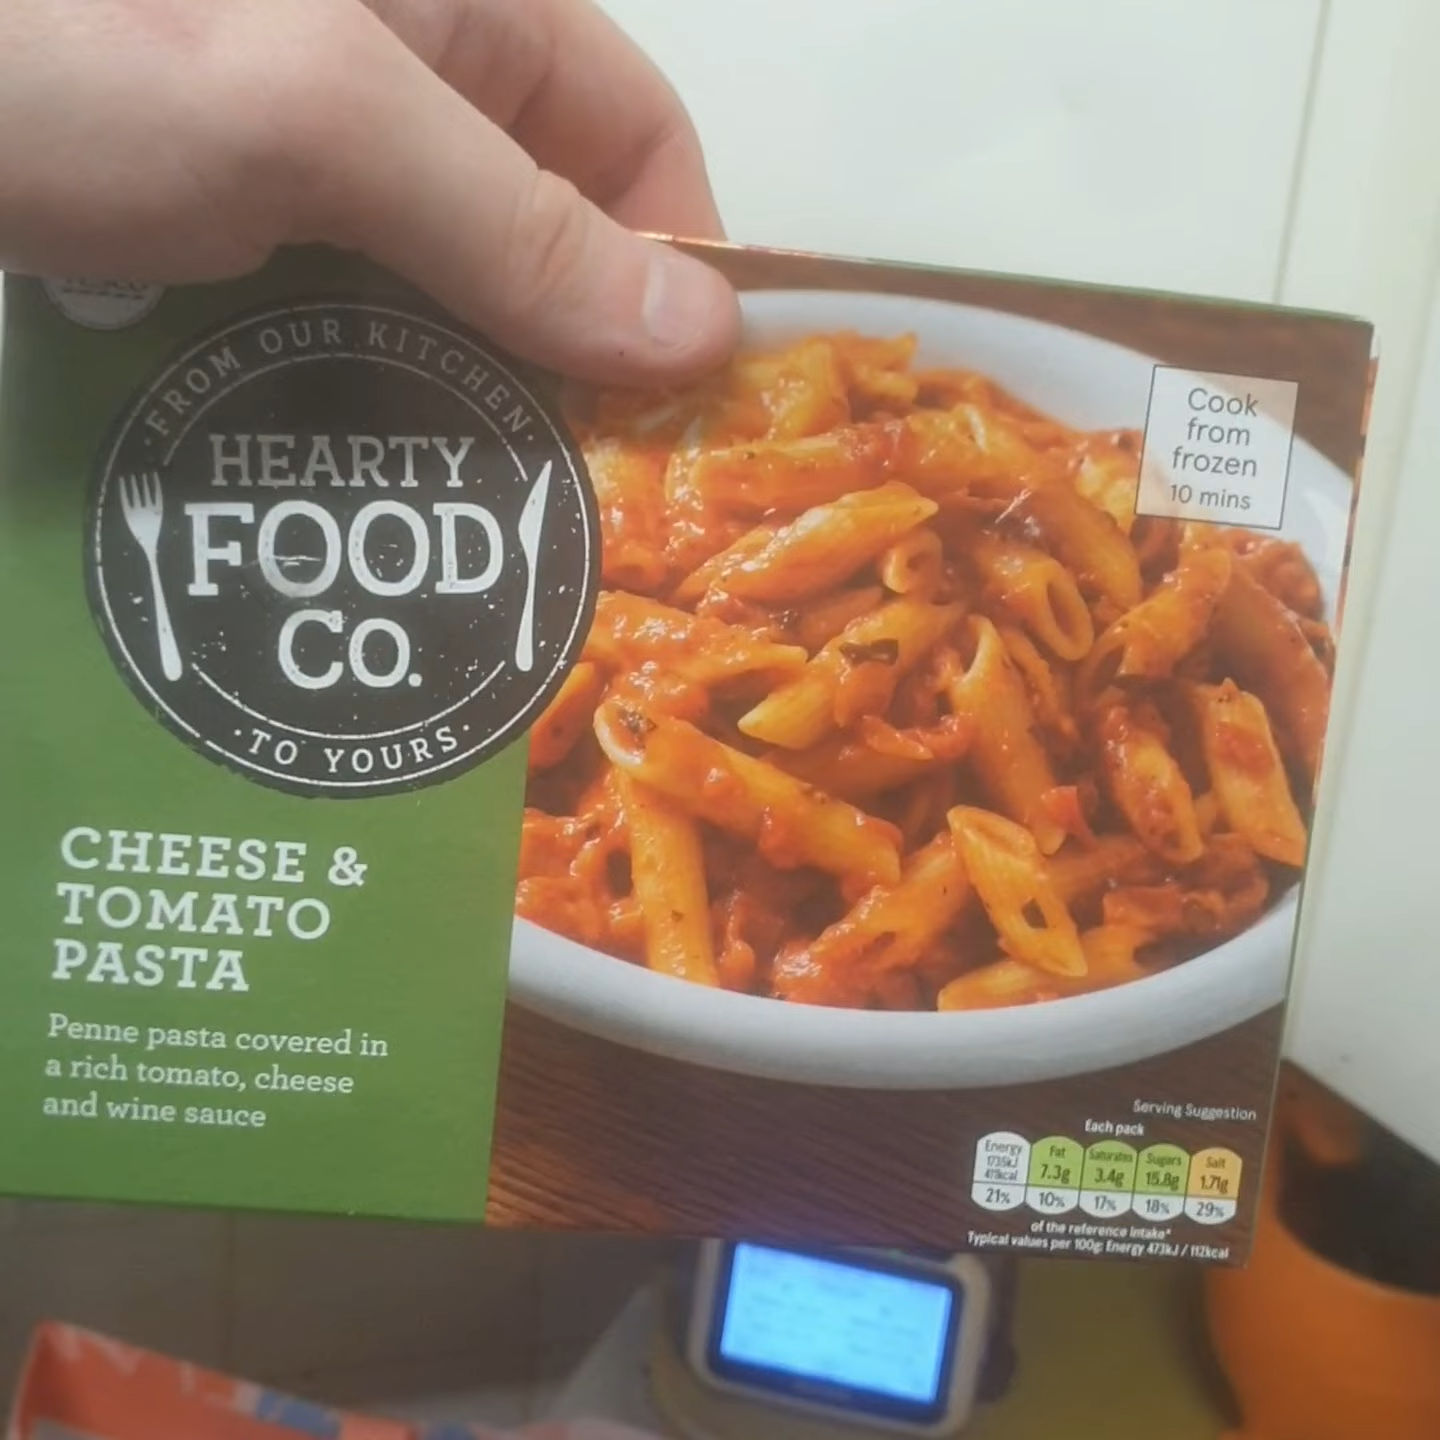 FROM OUR KITCHEN
HEARTY
FOOD
CO.
TO YOURS
CHEESE &
TOMATO
PASTA
Penne pasta covered in
a rich tomato, cheese
and wine sauce
Cook
from
frozen
10 mins
Serving Suggestion
Each pack
Energy
1735kJ
413kcal
21%
Fat
7.3g
10%
Saturates
3.4g
17%
Sugars
15.8g
18%
Salt
1.71g
29%
of the reference intake*
Typical values per 100g: Energy 473kJ / 112kcal